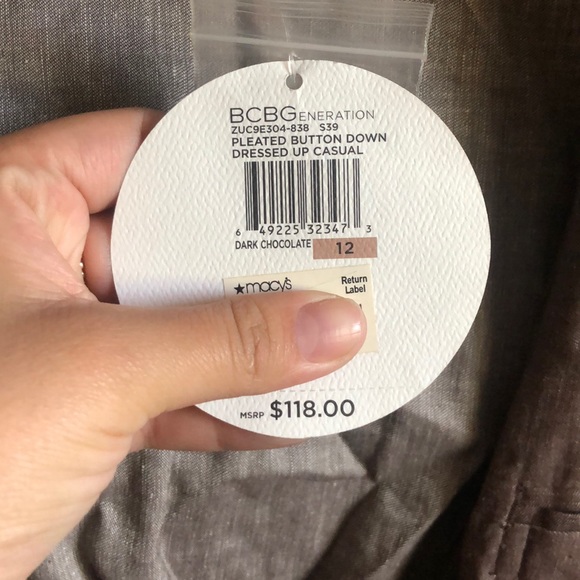 BCBGENERATION
ZUC9E304-838 S39
PLEATED BUTTON DOWN
DRESSED UP CASUAL
6 49225 32347 3
DARK CHOCOLATE 12
★macy's Return
Label
MSRP $118.00